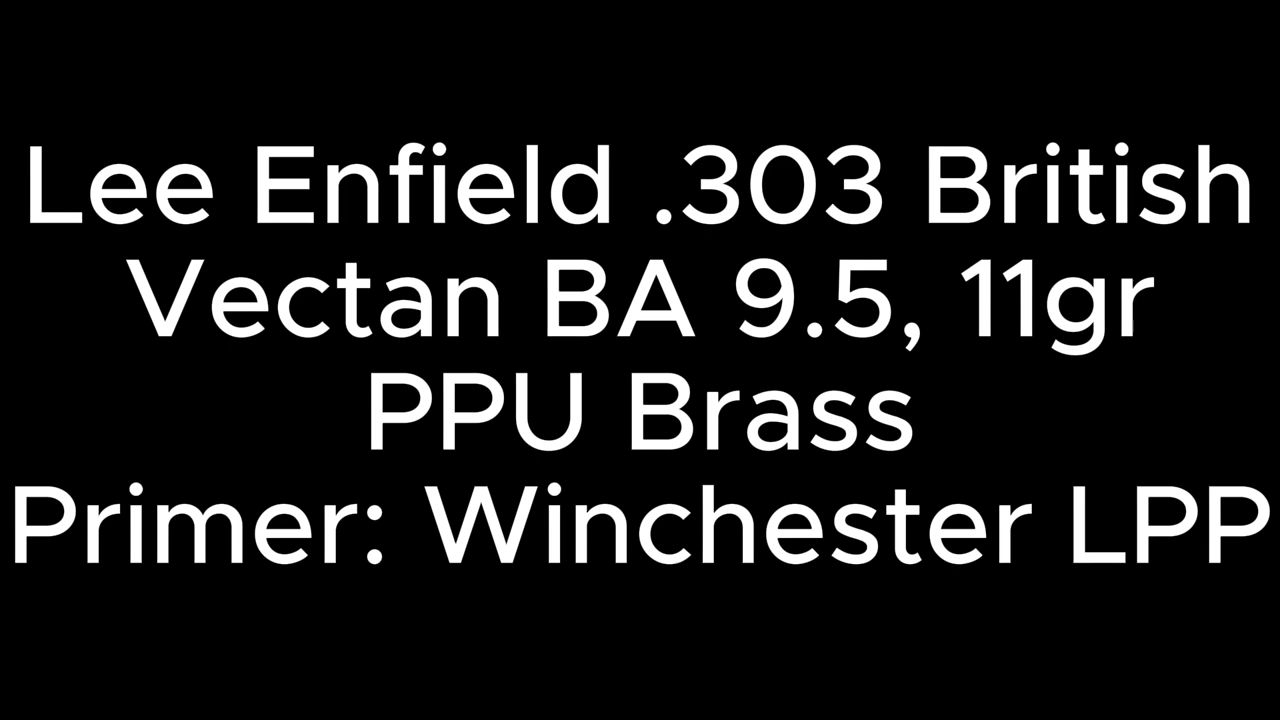 Lee Enfield .303 British
Vectan BA 9.5, 11gr
PPU Brass
Primer: Winchester LPP